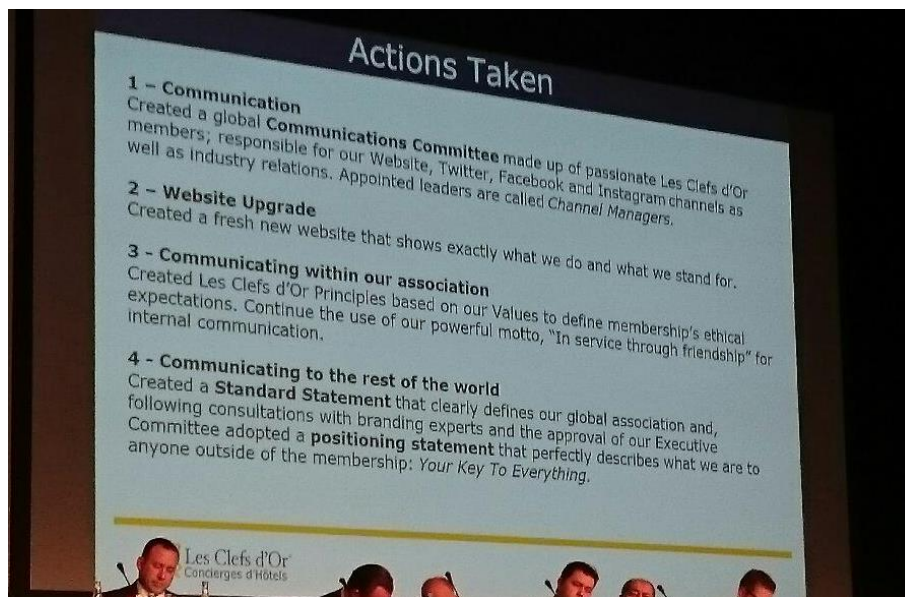 Actions Taken
1 – Communication
Created a global Communications Committee made up of passionate Les Clefs d'Or
members; responsible for our Website, Twitter, Facebook and Instagram channels as
well as industry relations. Appointed leaders are called Channel Managers.
2 – Website Upgrade
Created a fresh new website that shows exactly what we do and what we stand for.
3 - Communicating within our association
Created Les Clefs d'Or Principles based on our Values to define membership's ethical
expectations. Continue the use of our powerful motto, "In service through friendship" for
internal communication.
4 - Communicating to the rest of the world
Created a Standard Statement that clearly defines our global association and,
following consultations with branding experts and the approval of our Executive
Committee adopted a positioning statement that perfectly describes what we are to
anyone outside of the membership: Your Key To Everything.
Les Clefs d'Or
Concierges d'Hôtels